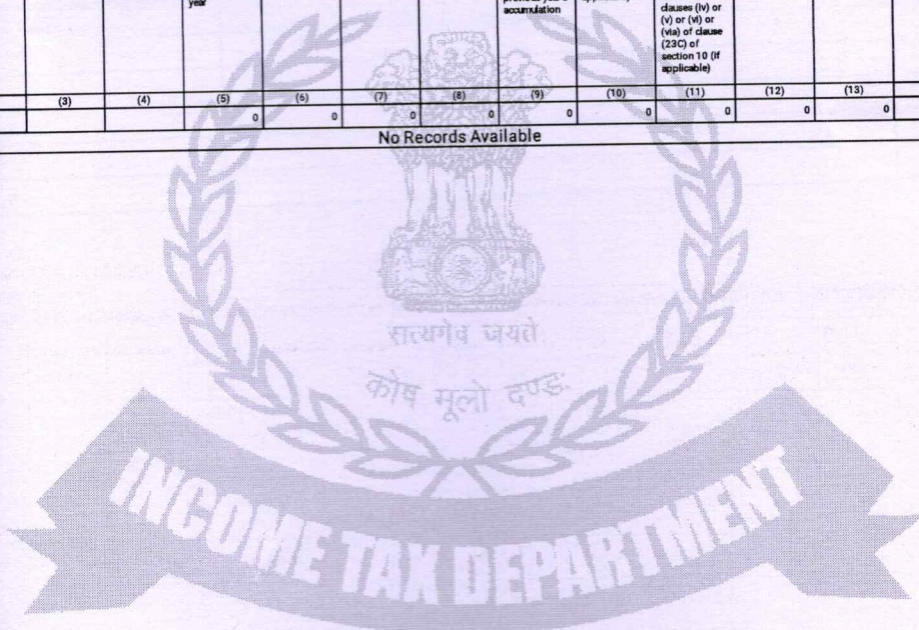 year
accumulation
clauses (iv) or
(v) or (vi) or
(via) of clause
(23C) of
section 10 (if
applicable)
(3) (4) (5) (6) (7) (8) (9) (10) (11) (12) (13)
0 0 0 0 0 0 0 0
No Records Available
सत्यमेव जयते
कोष मूलो दण्डः
INCOME TAX DEPARTMENT